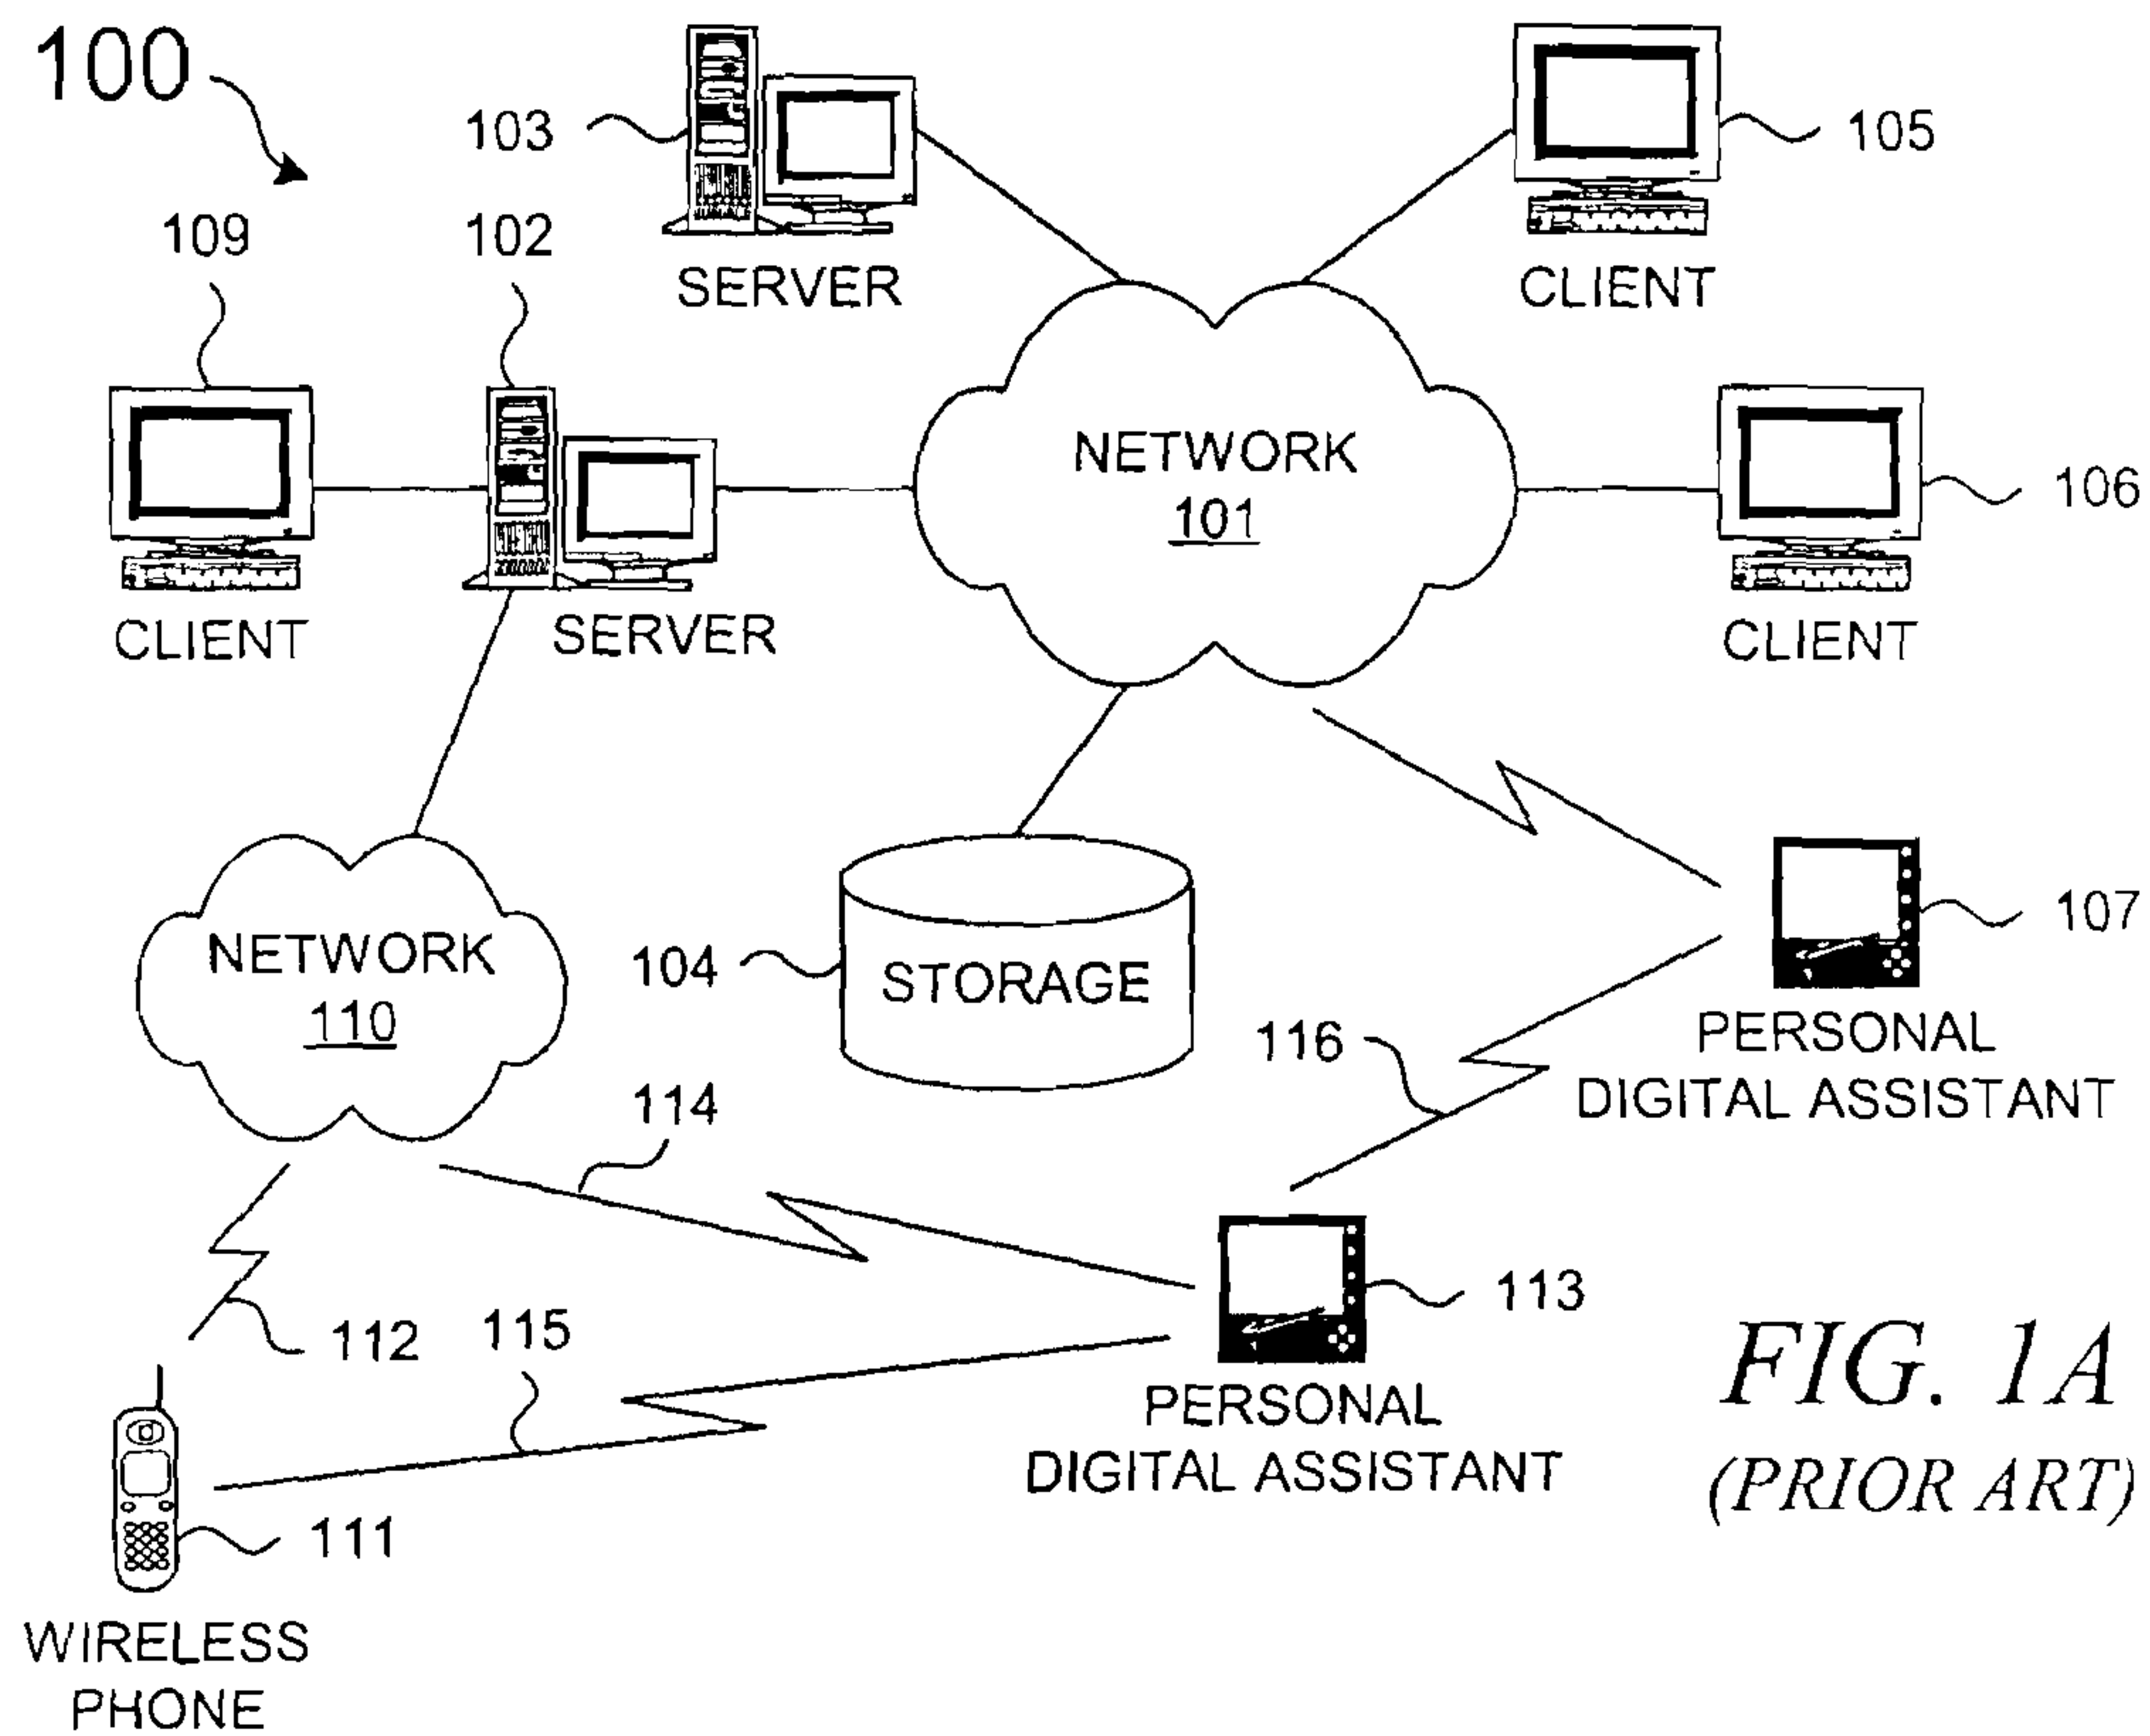 100
103
105
109
102
SERVER
CLIENT
NETWORK
101
106
CLIENT
SERVER
CLIENT
NETWORK
110
104
STORAGE
107
PERSONAL
DIGITAL ASSISTANT
116
114
113
112
115
PERSONAL
DIGITAL ASSISTANT
111
WIRELESS
PHONE
FIG. 1A
(PRIOR ART)